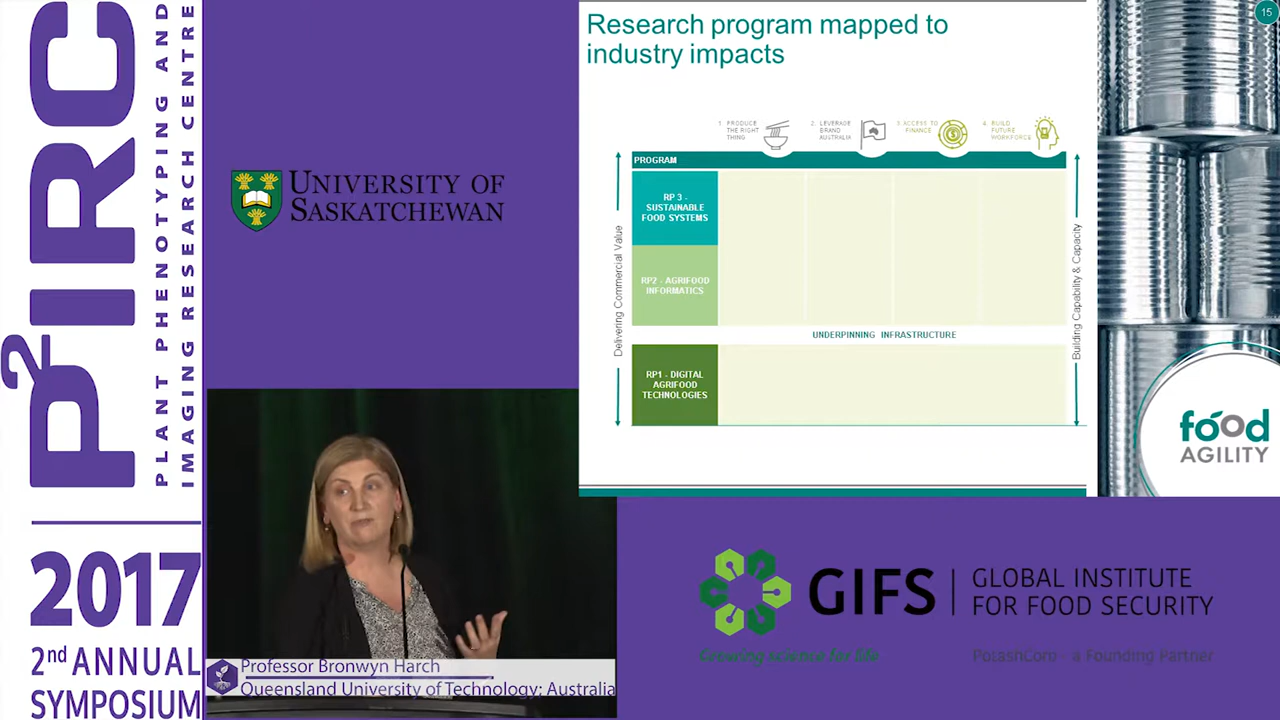 P2IRC
PLANT PHENOTYPING AND
IMAGING RESEARCH CENTRE
2017
2nd ANNUAL
SYMPOSIUM
UNIVERSITY OF
SASKATCHEWAN
Professor Bronwyn Harch
Queensland University of Technology; Australia
Research program mapped to
industry impacts
15
1. PRODUCE
THE RIGHT
THING
2. LEVERAGE
BRAND
AUSTRALIA
3. ACCESS TO
FINANCE
4. BUILD
FUTURE
WORKFORCE
PROGRAM
RP 3 -
SUSTAINABLE
FOOD SYSTEMS
RP2 - AGRIFOOD
INFORMATICS
UNDERPINNING INFRASTRUCTURE
RP1 - DIGITAL
AGRIFOOD
TECHNOLOGIES
Delivering Commercial Value
Building Capability & Capacity
food
AGILITY
GIFS
GLOBAL INSTITUTE
FOR FOOD SECURITY
Growing science for life
PotashCorp - a Founding Partner